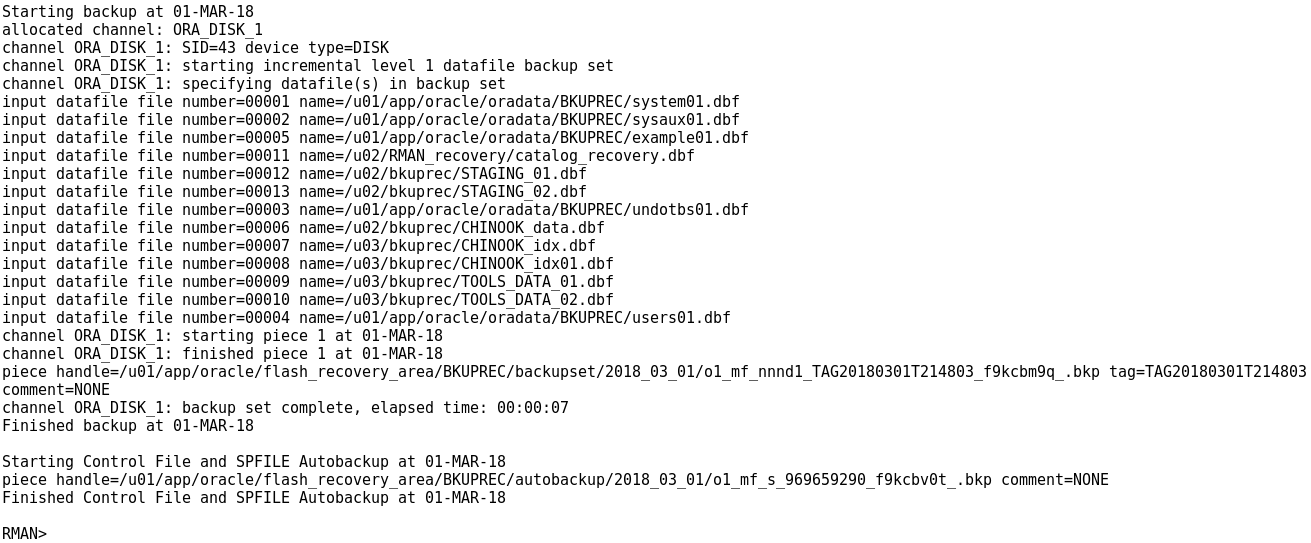 Starting backup at 01-MAR-18
allocated channel: ORA_DISK_1
channel ORA_DISK_1: SID=43 device type=DISK
channel ORA_DISK_1: starting incremental level 1 datafile backup set
channel ORA_DISK_1: specifying datafile(s) in backup set
input datafile file number=00001 name=/u01/app/oracle/oradata/BKUPREC/system01.dbf
input datafile file number=00002 name=/u01/app/oracle/oradata/BKUPREC/sysaux01.dbf
input datafile file number=00005 name=/u01/app/oracle/oradata/BKUPREC/example01.dbf
input datafile file number=00011 name=/u02/RMAN_recovery/catalog_recovery.dbf
input datafile file number=00012 name=/u02/bkuprec/STAGING_01.dbf
input datafile file number=00013 name=/u02/bkuprec/STAGING_02.dbf
input datafile file number=00003 name=/u01/app/oracle/oradata/BKUPREC/undotbs01.dbf
input datafile file number=00006 name=/u02/bkuprec/CHINOOK_data.dbf
input datafile file number=00007 name=/u03/bkuprec/CHINOOK_idx.dbf
input datafile file number=00008 name=/u03/bkuprec/CHINOOK_idx01.dbf
input datafile file number=00009 name=/u03/bkuprec/TOOLS_DATA_01.dbf
input datafile file number=00010 name=/u03/bkuprec/TOOLS_DATA_02.dbf
input datafile file number=00004 name=/u01/app/oracle/oradata/BKUPREC/users01.dbf
channel ORA_DISK_1: starting piece 1 at 01-MAR-18
channel ORA_DISK_1: finished piece 1 at 01-MAR-18
piece handle=/u01/app/oracle/flash_recovery_area/BKUPREC/backupset/2018_03_01/o1_mf_nnnd1_TAG20180301T214803_f9kcbm9q_.bkp tag=TAG20180301T214803
comment=NONE
channel ORA_DISK_1: backup set complete, elapsed time: 00:00:07
Finished backup at 01-MAR-18
Starting Control File and SPFILE Autobackup at 01-MAR-18
piece handle=/u01/app/oracle/flash_recovery_area/BKUPREC/autobackup/2018_03_01/o1_mf_s_969659290_f9kcbv0t_.bkp comment=NONE
Finished Control File and SPFILE Autobackup at 01-MAR-18
RMAN>